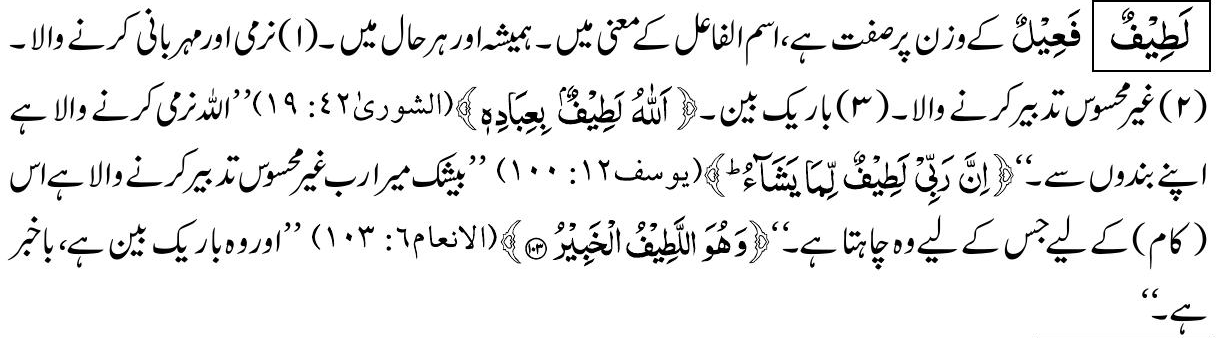 لَطِيْفٌ فَعِيْلٌ کے وزن پر صفت ہے، اسم الفاعل کے معنی میں۔ ہمیشہ اور ہر حال میں۔ (۱) نرمی اور مہربانی کرنے والا۔
(۲) غیر محسوس تدبیر کرنے والا۔ (۳) باریک بین۔ ﴿اَللّٰهُ لَطِيْفٌۢ بِعِبَادِهٖ﴾ (الشوریٰ ۴۲: ۱۹) ’’اللہ نرمی کرنے والا ہے
اپنے بندوں سے۔‘‘ ﴿اِنَّ رَبِّيْ لَطِيْفٌ لِّمَا يَشَآءُ ؕ﴾ (یوسف ۱۲: ۱۰۰) ’’بیشک میرا رب غیر محسوس تدبیر کرنے والا ہے اس
(کام) کے لیے جس کے لیے وہ چاہتا ہے۔‘‘ ﴿وَهُوَ اللَّطِيْفُ الْخَبِيْرُ ۝۱۰۳﴾ (الانعام ۶: ۱۰۳) ’’اور وہ باریک بین ہے، باخبر
ہے۔‘‘